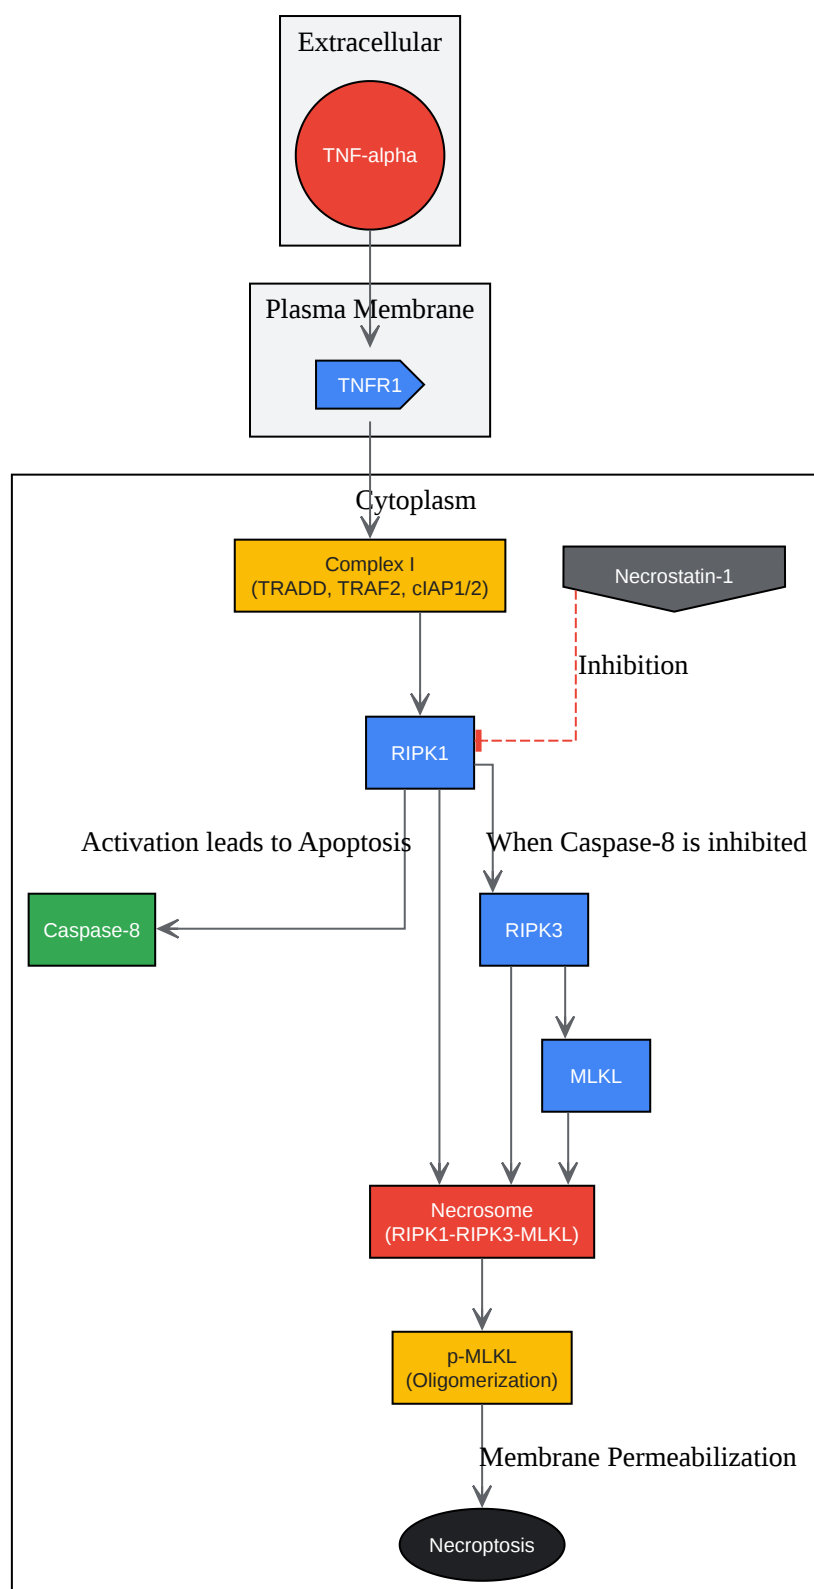 Extracellular
TNF-alpha
Plasma Membrane
TNFR1
Cytoplasm
Complex I
(TRADD, TRAF2, cIAP1/2)
Necrostatin-1
Inhibition
RIPK1
Activation leads to Apoptosis
When Caspase-8 is inhibited
Caspase-8
RIPK3
MLKL
Necrosome
(RIPK1-RIPK3-MLKL)
p-MLKL
(Oligomerization)
Membrane Permeabilization
Necroptosis